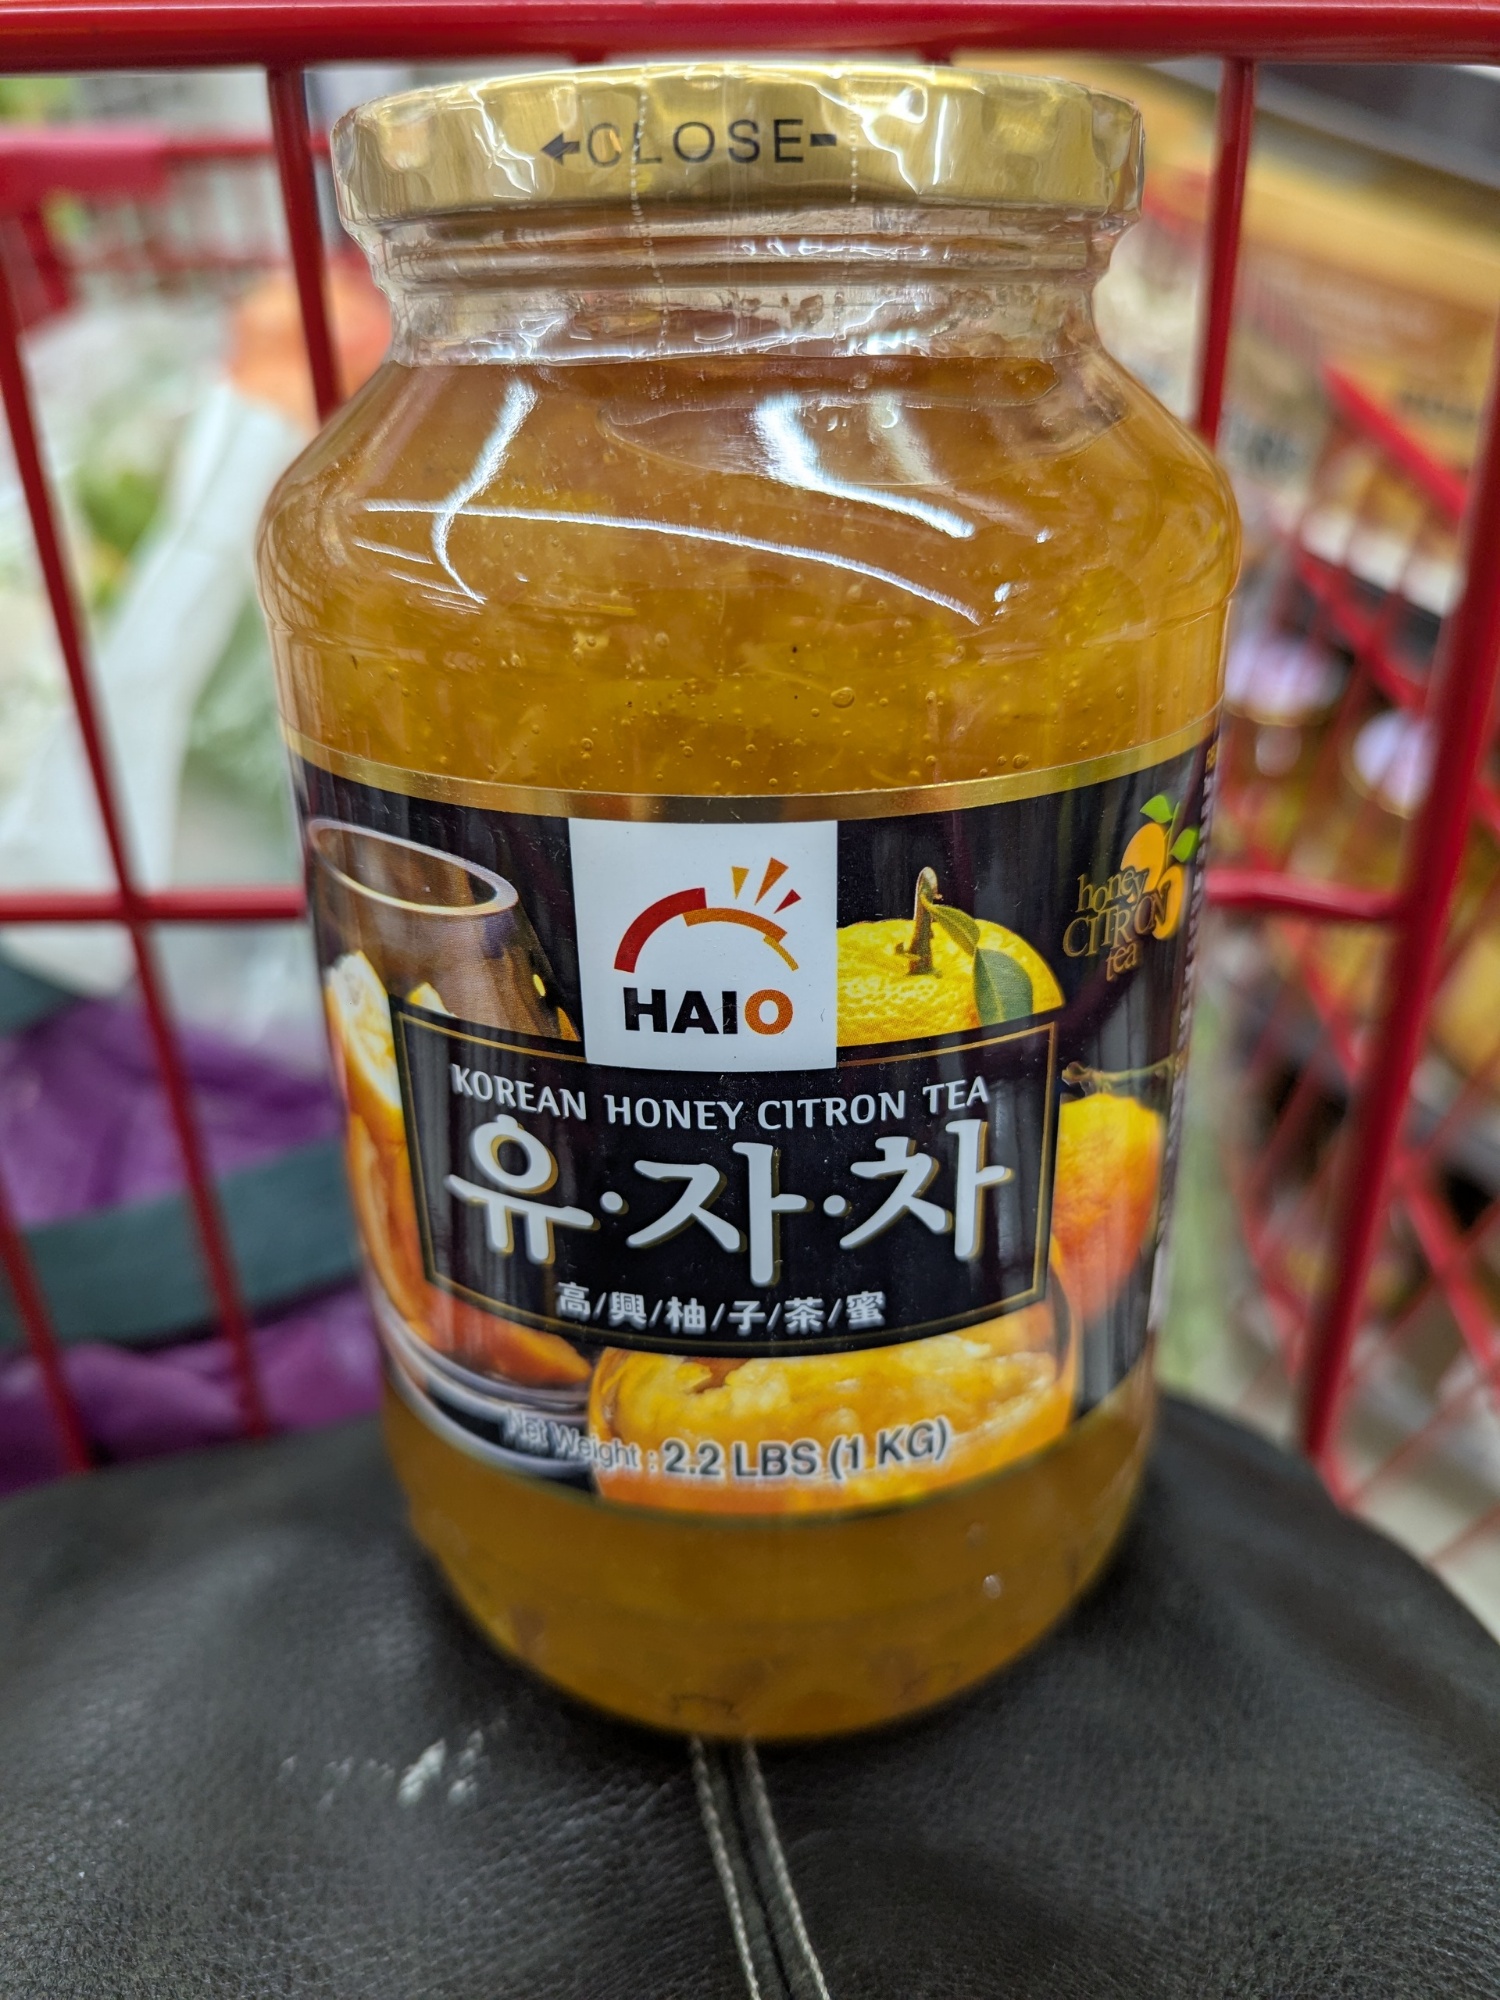 ←CLOSE-
HAIO
honey
CITRON
tea
KOREAN HONEY CITRON TEA
유·자·차
高/興/柚/子/茶/蜜
Net Weight : 2.2 LBS (1 KG)